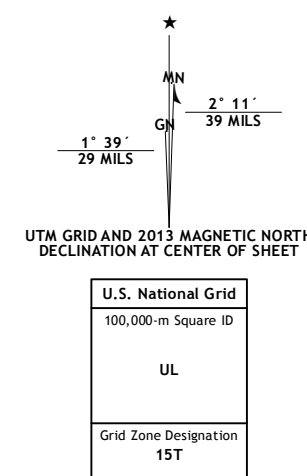 ★
MN
GN
2° 11´
39 MILS
1° 39´
29 MILS
UTM GRID AND 2013 MAGNETIC NORTH
DECLINATION AT CENTER OF SHEET
U.S. National Grid
100,000-m Square ID
UL
Grid Zone Designation
15T